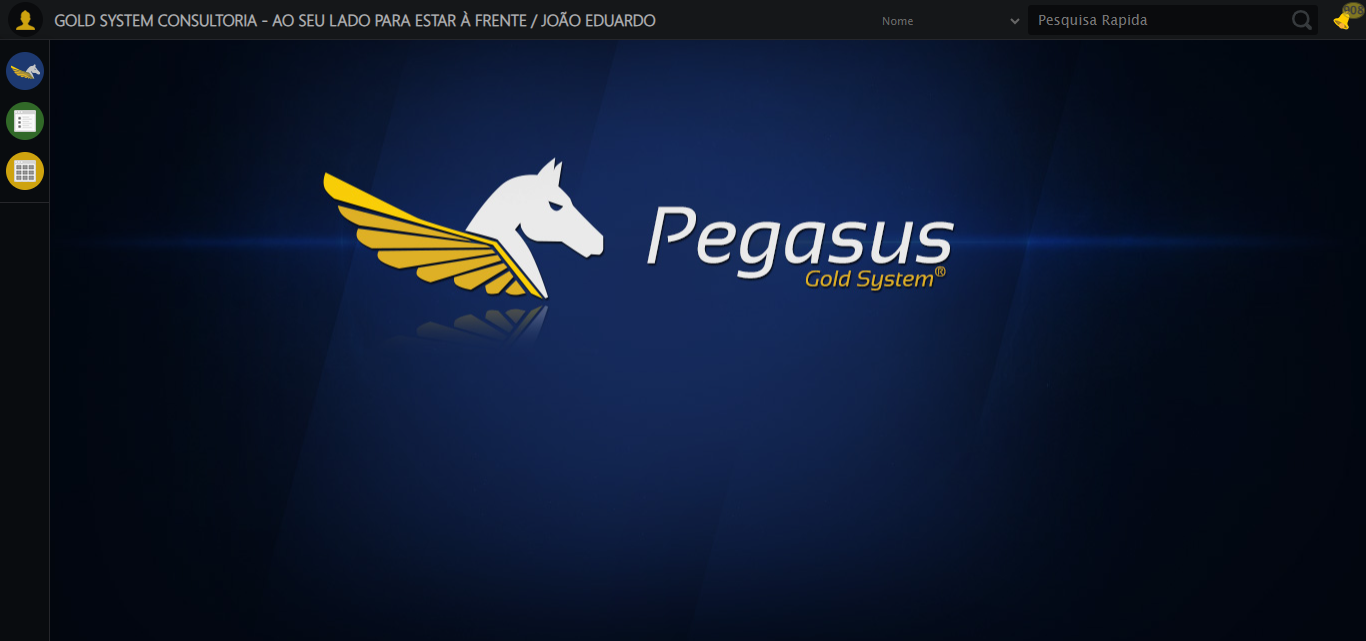 GOLD SYSTEM CONSULTORIA - AO SEU LADO PARA ESTAR À FRENTE / JOÃO EDUARDO
Nome
Pesquisa Rapida
Pegasus
Gold System®